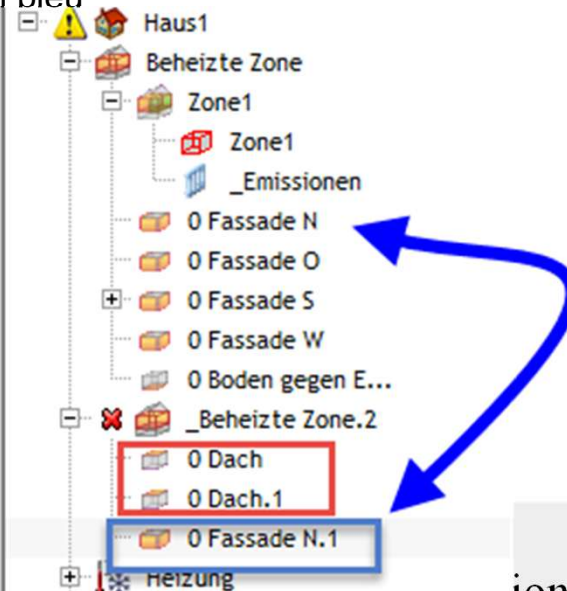 Haus1
Beheizte Zone
Zone1
Zone1
_Emissionen
0 Fassade N
0 Fassade O
0 Fassade S
0 Fassade W
0 Boden gegen E...
_Beheizte Zone.2
0 Dach
0 Dach.1
0 Fassade N.1
Heizung